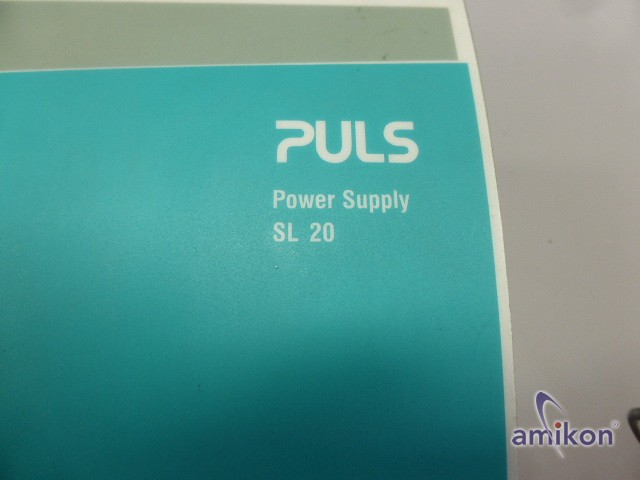 PULS
Power Supply
SL 20
amikon®